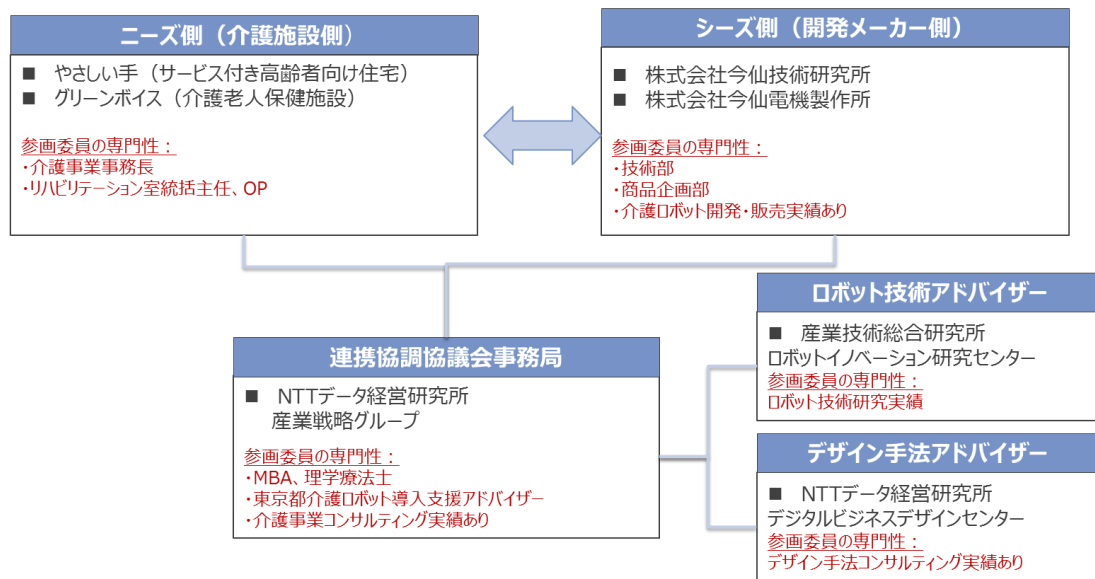 ニーズ側（介護施設側）
■ やさしい手（サービス付き高齢者向け住宅）
■ グリーンボイス（介護老人保健施設）
参画委員の専門性：
・介護事業事務長
・リハビリテーション室統括主任、OP
シーズ側（開発メーカー側）
■ 株式会社今仙技術研究所
■ 株式会社今仙電機製作所
参画委員の専門性：
・技術部
・商品企画部
・介護ロボット開発・販売実績あり
連携協調協議会事務局
■ NTTデータ経営研究所
産業戦略グループ
参画委員の専門性：
・MBA、理学療法士
・東京都介護ロボット導入支援アドバイザー
・介護事業コンサルティング実績あり
ロボット技術アドバイザー
■ 産業技術総合研究所
ロボットイノベーション研究センター
参画委員の専門性：
ロボット技術研究実績
デザイン手法アドバイザー
■ NTTデータ経営研究所
デジタルビジネスデザインセンター
参画委員の専門性：
デザイン手法コンサルティング実績あり